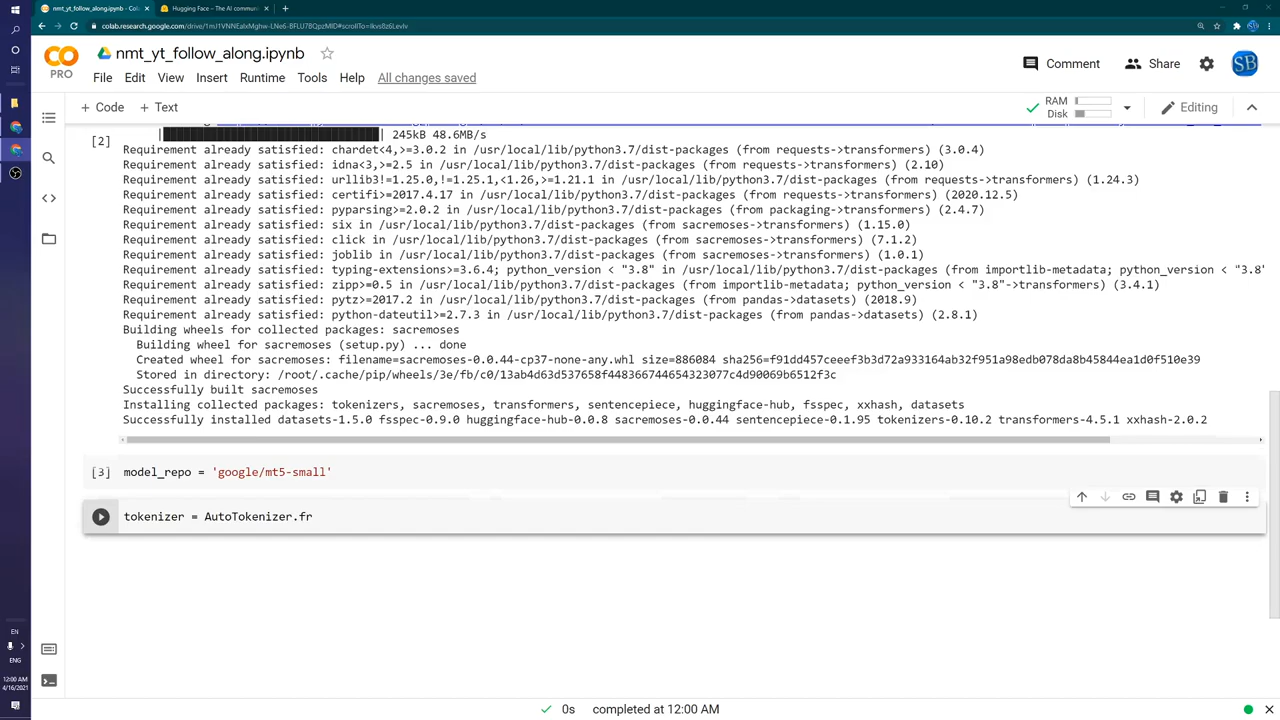 nmt_yt_follow_along.ipynb - Col
Hugging Face – The AI commun
colab.research.google.com/drive/
nmt_yt_follow_along.ipynb
CO
PRO
File Edit View Insert Runtime Tools Help All changes saved
Comment Share SB
+ Code + Text
RAM
Disk
Editing
[2]
245kB 48.6MB/s
Requirement already satisfied: chardet<4,>=3.0.2 in /usr/local/lib/python3.7/dist-packages (from requests->transformers) (3.0.4)
Requirement already satisfied: idna<3,>=2.5 in /usr/local/lib/python3.7/dist-packages (from requests->transformers) (2.10)
Requirement already satisfied: urllib3!=1.25.0,!=1.25.1,<1.26,>=1.21.1 in /usr/local/lib/python3.7/dist-packages (from requests->transformers) (1.24.3)
Requirement already satisfied: certifi>=2017.4.17 in /usr/local/lib/python3.7/dist-packages (from requests->transformers) (2020.12.5)
Requirement already satisfied: pyparsing>=2.0.2 in /usr/local/lib/python3.7/dist-packages (from packaging->transformers) (2.4.7)
Requirement already satisfied: six in /usr/local/lib/python3.7/dist-packages (from sacremoses->transformers) (1.15.0)
Requirement already satisfied: click in /usr/local/lib/python3.7/dist-packages (from sacremoses->transformers) (7.1.2)
Requirement already satisfied: joblib in /usr/local/lib/python3.7/dist-packages (from sacremoses->transformers) (1.0.1)
Requirement already satisfied: typing-extensions>=3.6.4; python_version < "3.8" in /usr/local/lib/python3.7/dist-packages (from importlib-metadata; python_version < "3.8"
Requirement already satisfied: zipp>=0.5 in /usr/local/lib/python3.7/dist-packages (from importlib-metadata; python_version < "3.8"->transformers) (3.4.1)
Requirement already satisfied: pytz>=2017.2 in /usr/local/lib/python3.7/dist-packages (from pandas->datasets) (2018.9)
Requirement already satisfied: python-dateutil>=2.7.3 in /usr/local/lib/python3.7/dist-packages (from pandas->datasets) (2.8.1)
Building wheels for collected packages: sacremoses
Building wheel for sacremoses (setup.py) ... done
Created wheel for sacremoses: filename=sacremoses-0.0.44-cp37-none-any.whl size=886084 sha256=f91dd457ceeef3b3d72a933164ab32f951a98edb078da8b45844ea1d0f510e39
Stored in directory: /root/.cache/pip/wheels/3e/fb/c0/13ab4d63d537658f448366744654323077c4d90069b6512f3c
Successfully built sacremoses
Installing collected packages: tokenizers, sacremoses, transformers, sentencepiece, huggingface-hub, fsspec, xxhash, datasets
Successfully installed datasets-1.5.0 fsspec-0.9.0 huggingface-hub-0.0.8 sacremoses-0.0.44 sentencepiece-0.1.95 tokenizers-0.10.2 transformers-4.5.1 xxhash-2.0.2
[3] model_repo = 'google/mt5-small'
tokenizer = AutoTokenizer.fr
EN
ENG
12:00 AM
4/16/2021
0s completed at 12:00 AM